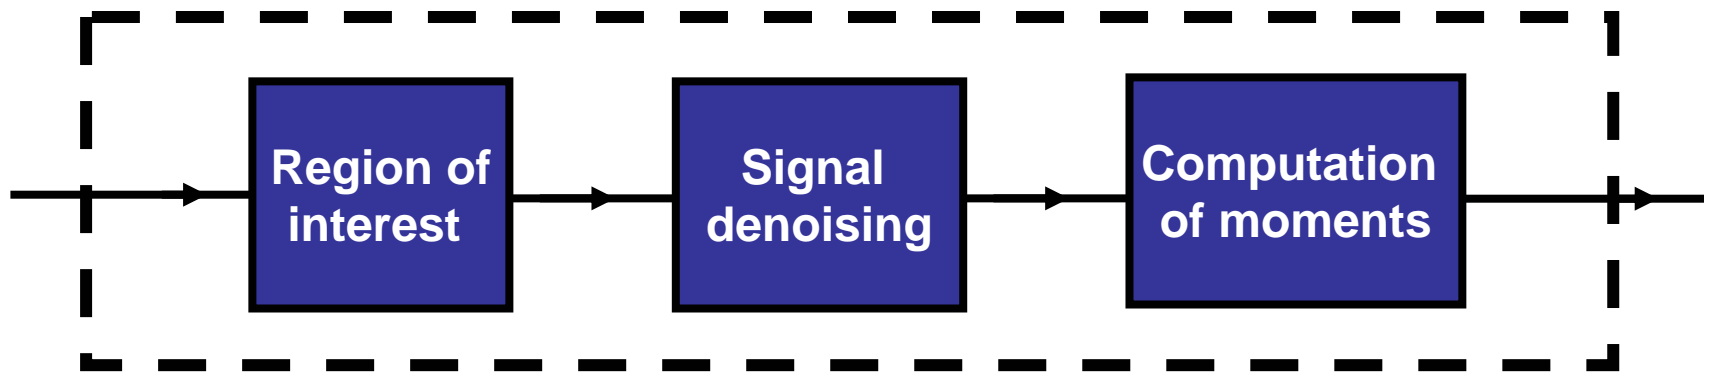 Region of
interest
Signal
denoising
Computation
of moments